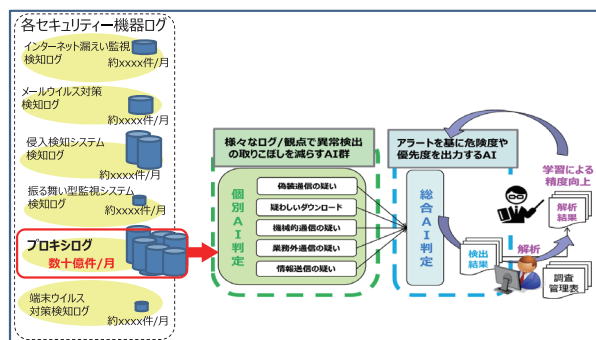 各セキュリティー機器ログ
インターネット漏えい監視
検知ログ
約xxxx件/月
メールウイルス対策
検知ログ
約xxxx件/月
侵入検知システム
検知ログ
約xxxx件/月
振る舞い型監視システム
検知ログ
約xxxx件/月
プロキシログ
数十億件/月
端末ウイルス
対策検知ログ
約xxxx件/月
様々なログ/観点で異常検出
の取りこぼしを減らすAI群
個別AI判定
偽装通信の疑い
疑わしいダウンロード
機械的通信の疑い
業務外通信の疑い
情報送信の疑い
アラートを基に危険度や
優先度を出力するAI
総合AI判定
検出
結果
解析
学習による
精度向上
解析
結果
調査
管理表